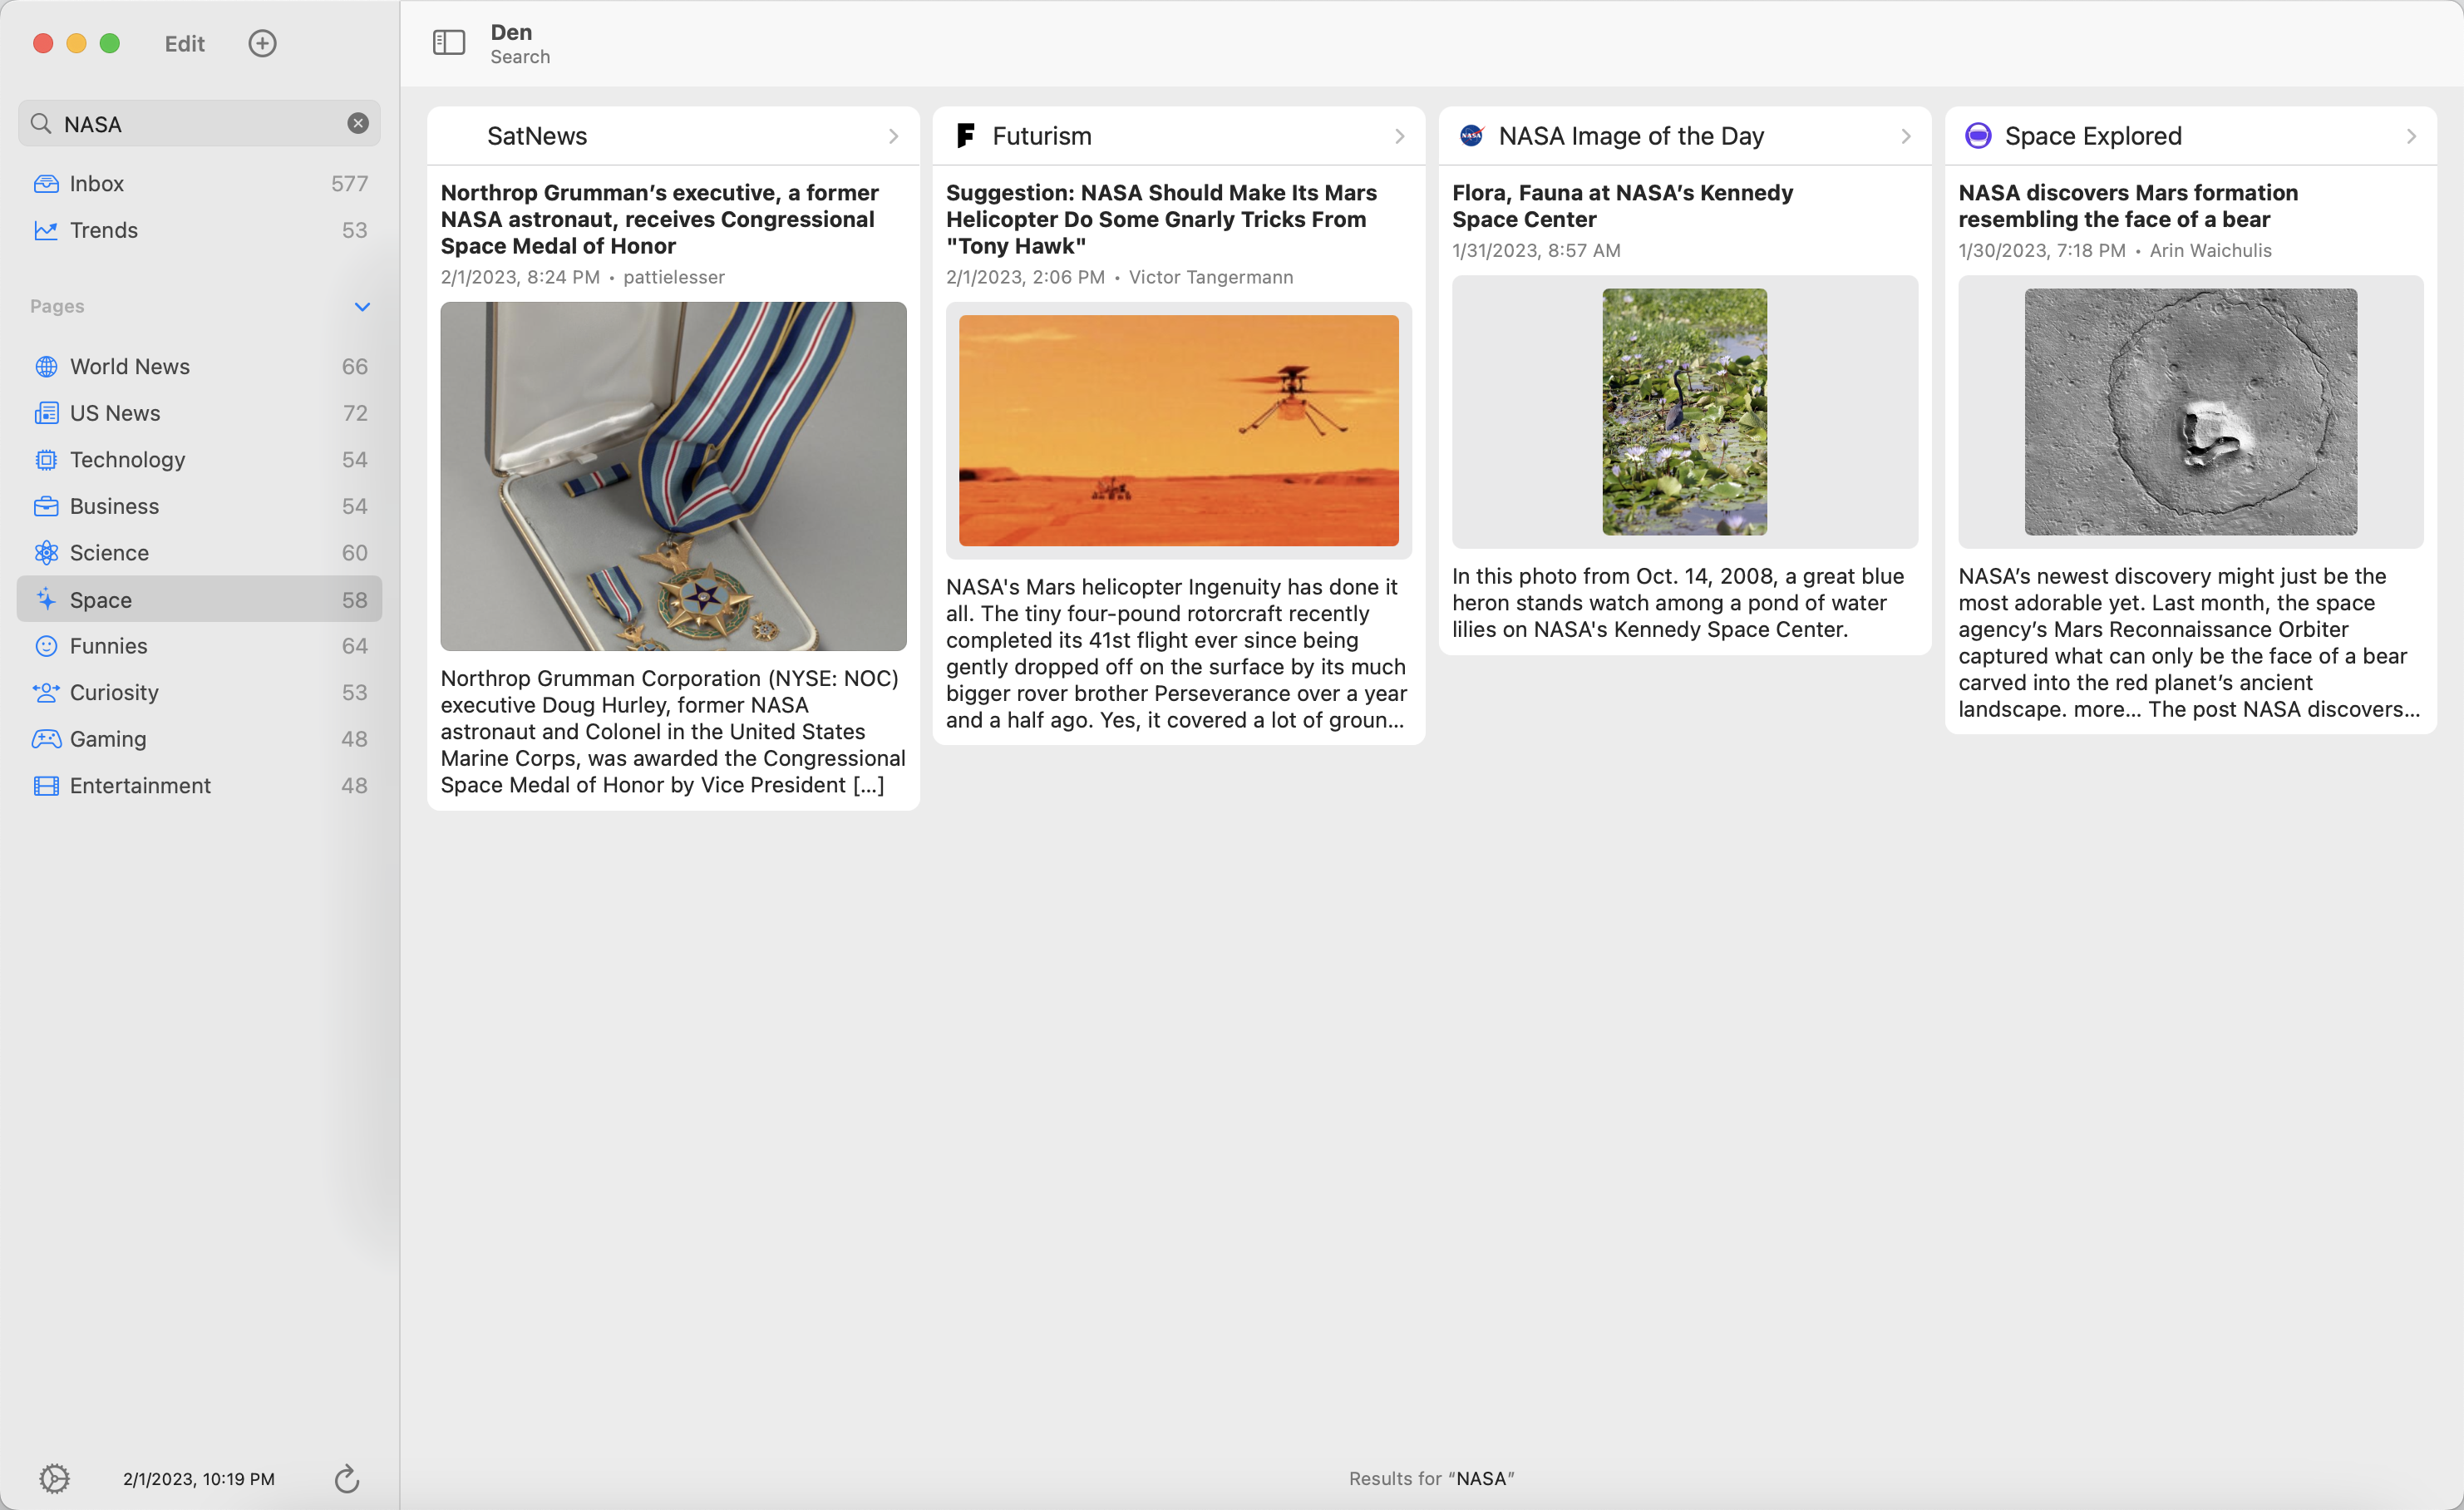 Edit
NASA
Inbox 577
Trends 53
Pages
World News 66
US News 72
Technology 54
Business 54
Science 60
Space 58
Funnies 64
Curiosity 53
Gaming 48
Entertainment 48
2/1/2023, 10:19 PM
Den
Search
SatNews
Northrop Grumman’s executive, a former
NASA astronaut, receives Congressional
Space Medal of Honor
2/1/2023, 8:24 PM • pattielesser
Northrop Grumman Corporation (NYSE: NOC)
executive Doug Hurley, former NASA
astronaut and Colonel in the United States
Marine Corps, was awarded the Congressional
Space Medal of Honor by Vice President [...]
Futurism
Suggestion: NASA Should Make Its Mars
Helicopter Do Some Gnarly Tricks From
"Tony Hawk"
2/1/2023, 2:06 PM • Victor Tangermann
NASA's Mars helicopter Ingenuity has done it
all. The tiny four-pound rotorcraft recently
completed its 41st flight ever since being
gently dropped off on the surface by its much
bigger rover brother Perseverance over a year
and a half ago. Yes, it covered a lot of groun...
NASA
NASA Image of the Day
Flora, Fauna at NASA’s Kennedy
Space Center
1/31/2023, 8:57 AM
In this photo from Oct. 14, 2008, a great blue
heron stands watch among a pond of water
lilies on NASA's Kennedy Space Center.
Space Explored
NASA discovers Mars formation
resembling the face of a bear
1/30/2023, 7:18 PM • Arin Waichulis
NASA’s newest discovery might just be the
most adorable yet. Last month, the space
agency’s Mars Reconnaissance Orbiter
captured what can only be the face of a bear
carved into the red planet’s ancient
landscape. more... The post NASA discovers...
Results for “NASA”